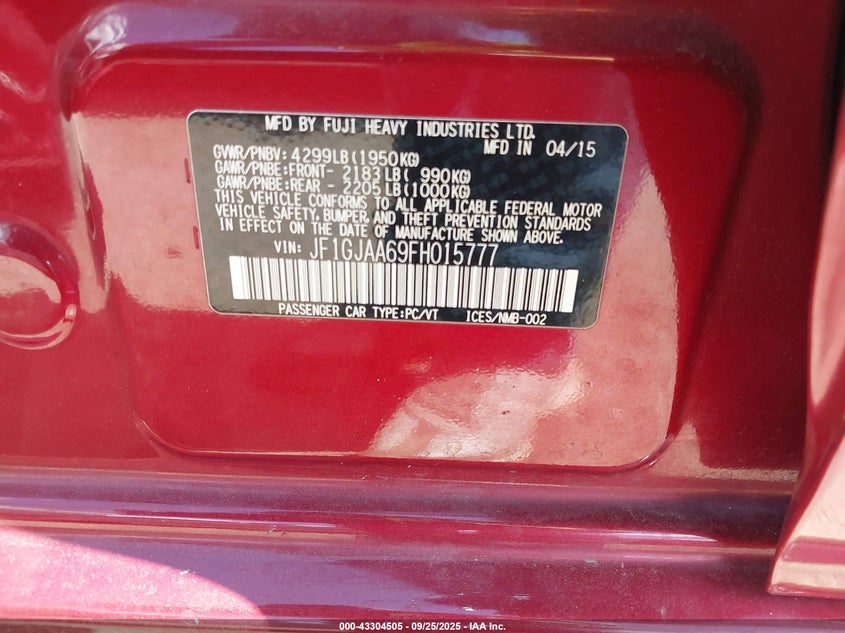 MFD BY FUJI HEAVY INDUSTRIES LTD.
MFD IN 04/15
GVWR/PNBV: 4299LB(1950KG)
GAWR/PNBE:FRONT- 2183LB( 990KG)
GAWR/PNBE:REAR - 2205LB(1000KG)
THIS VEHICLE CONFORMS TO ALL APPLICABLE FEDERAL MOTOR
VEHICLE SAFETY, BUMPER, AND THEFT PREVENTION STANDARDS
IN EFFECT ON THE DATE OF MANUFACTURE SHOWN ABOVE.
VIN: JF1GJAA69FH015777
PASSENGER CAR TYPE:PC/VT ICES/NMB-002
000-43304505 - 09/25/2025 - IAA Inc.